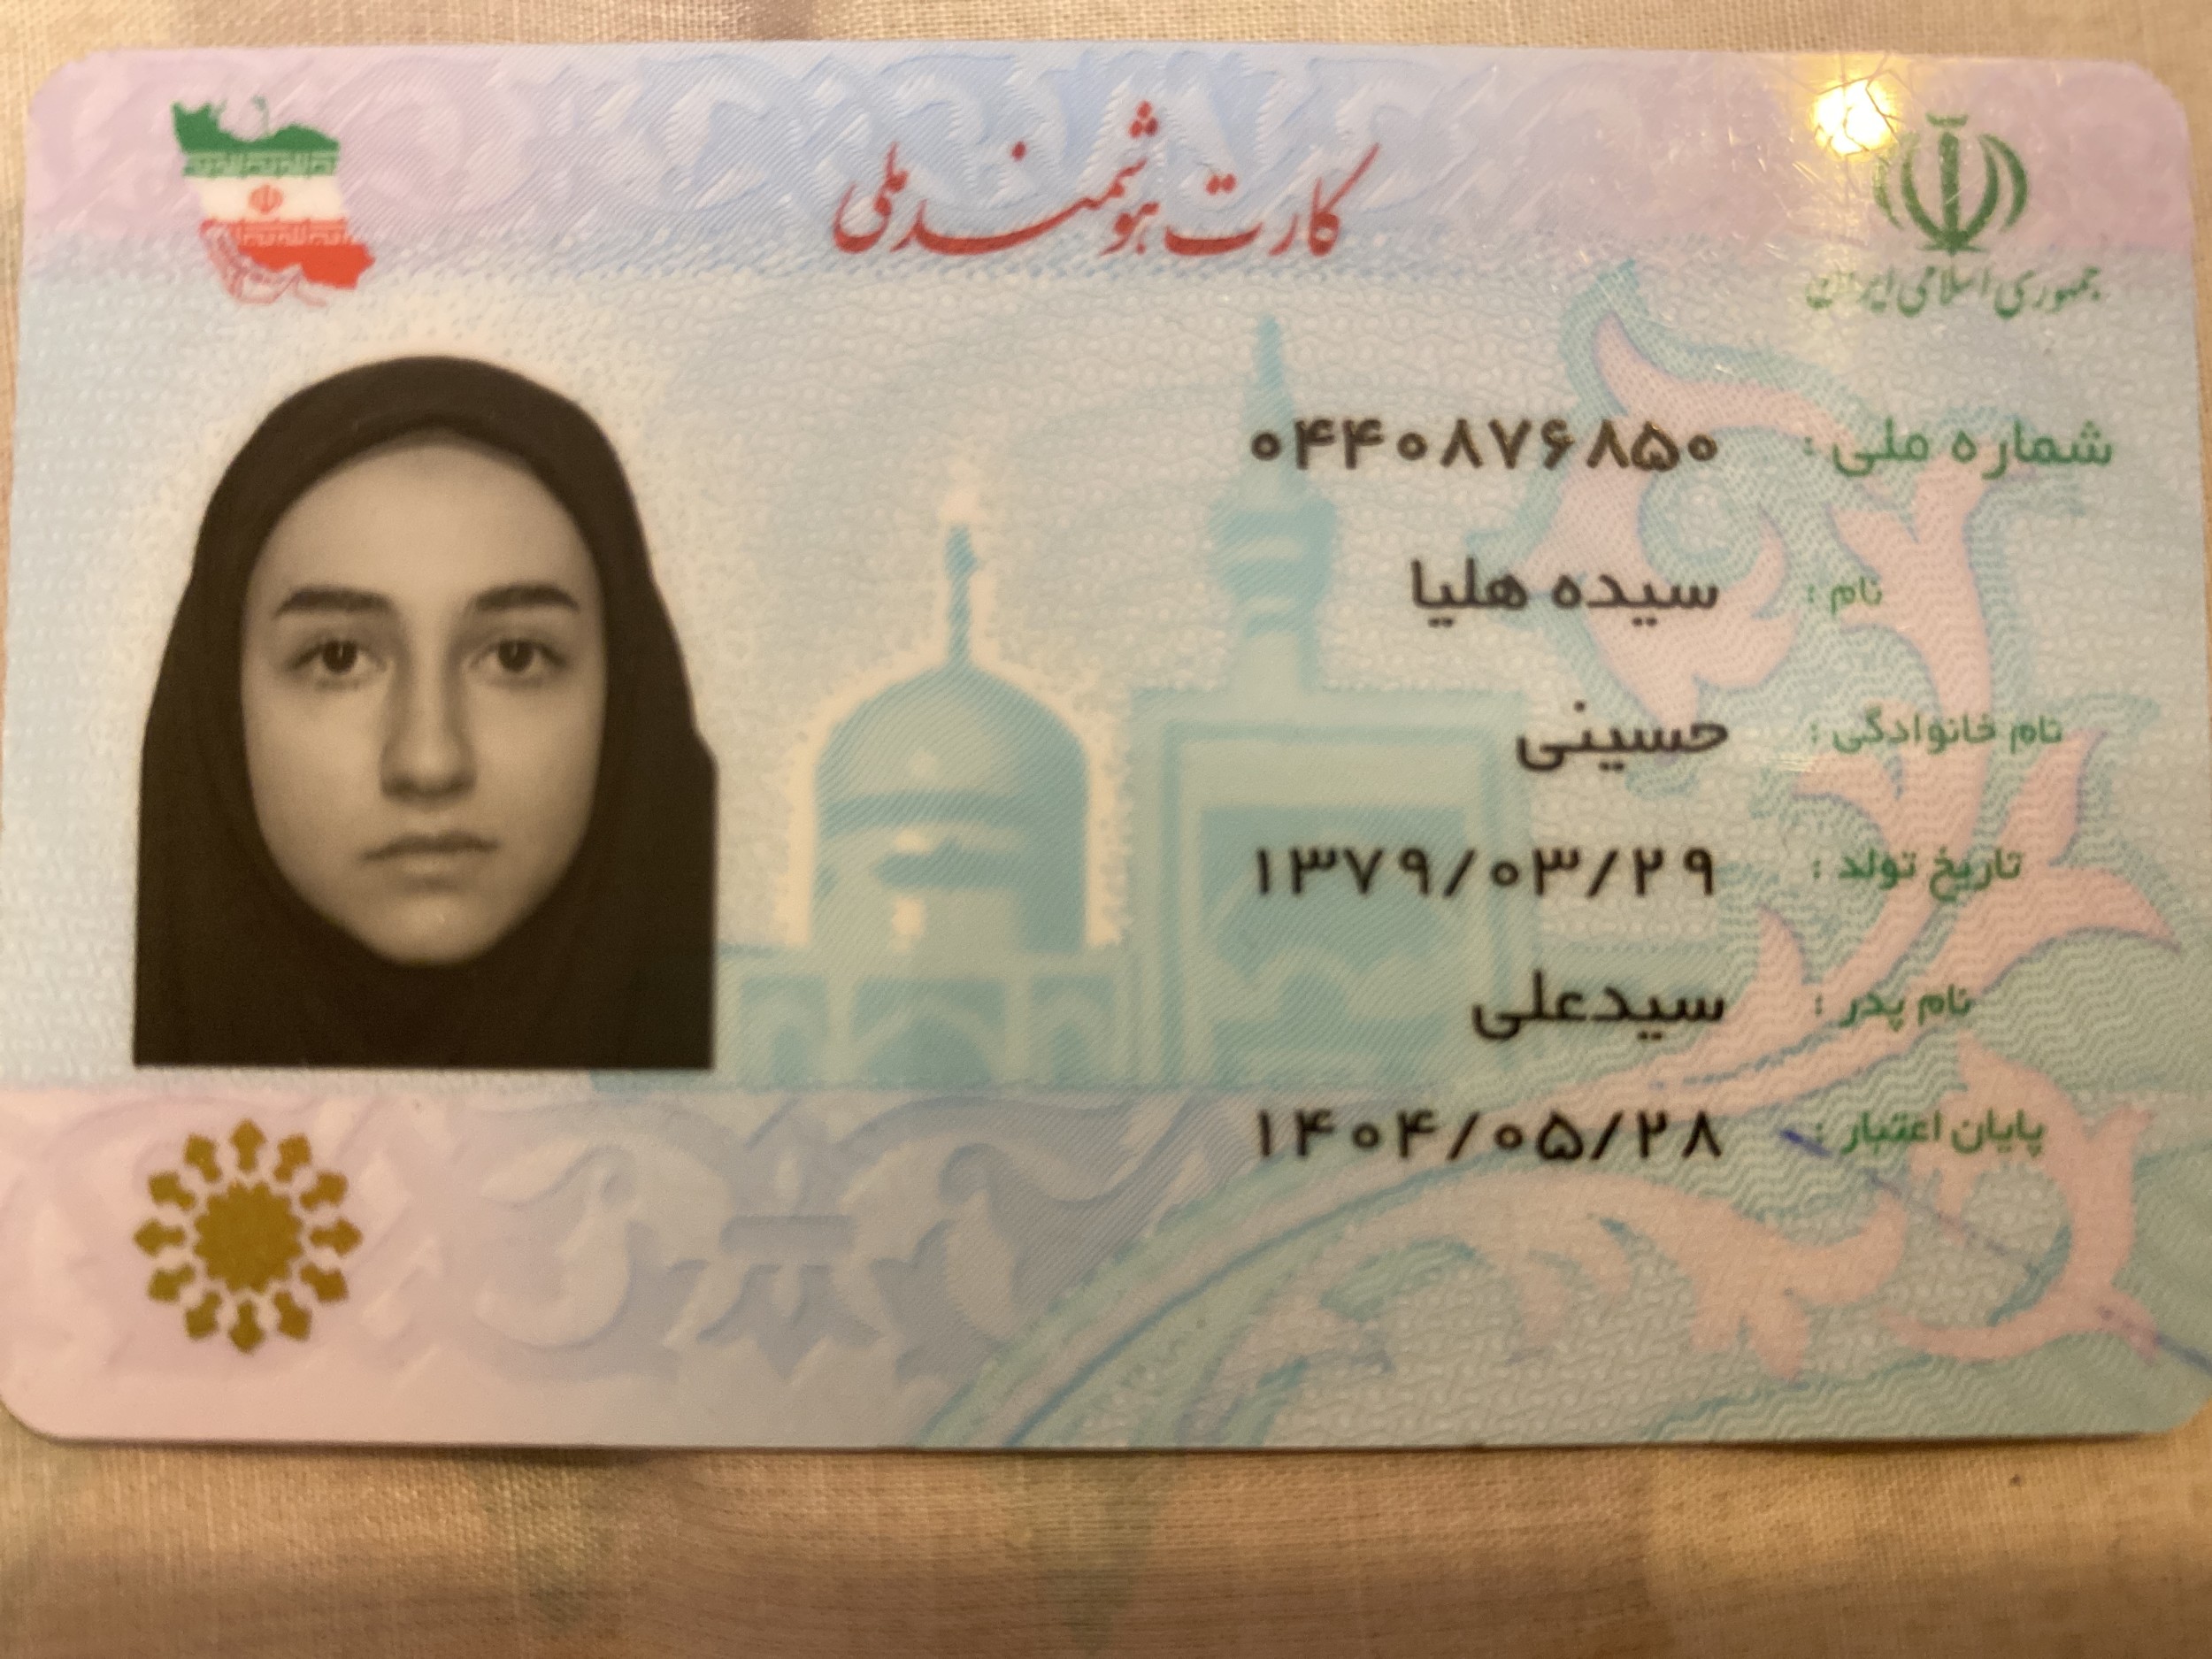 کارت هوشمند ملی
جمهوری اسلامی ایران
شماره ملی : ۰۴۴۰۸۷۶۸۵۰
نام : سیده هلیا
نام خانوادگی : حسینی
تاریخ تولد : ۱۳۷۹/۰۳/۲۹
نام پدر : سیدعلی
پایان اعتبار : ۱۴۰۴/۰۵/۲۸